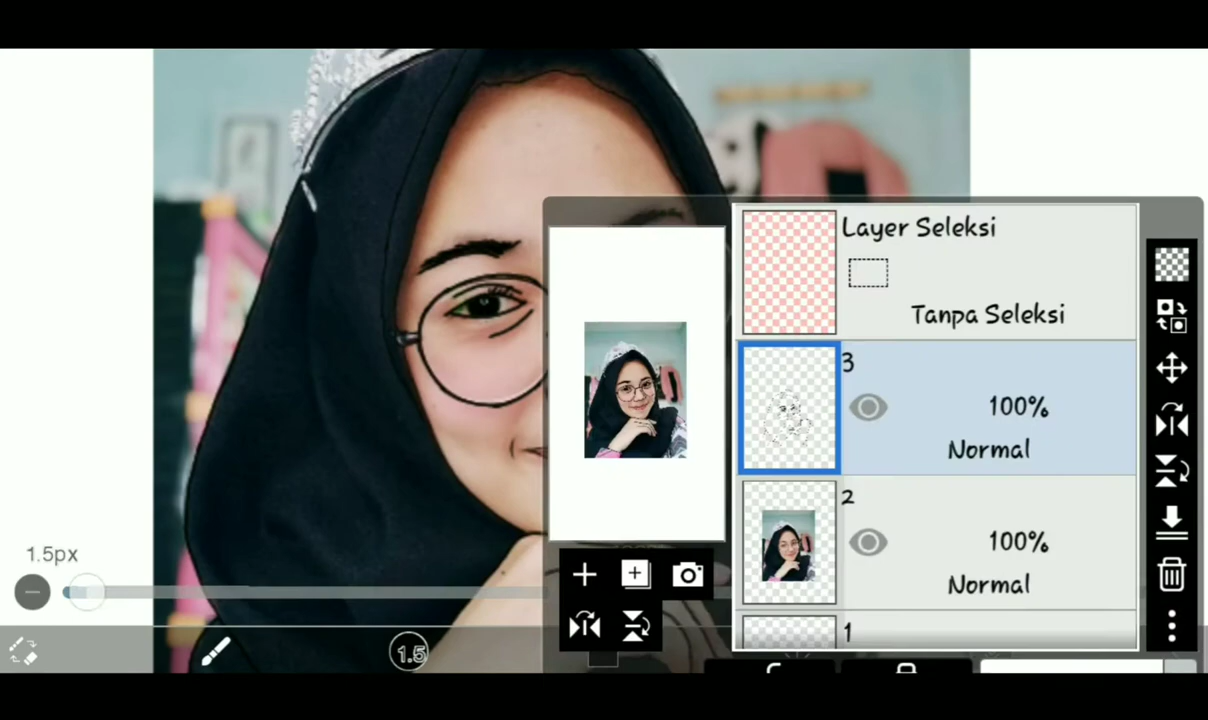 Layer Seleksi
Tanpa Seleksi
3
100%
Normal
2
100%
Normal
1
1.5px
1.5